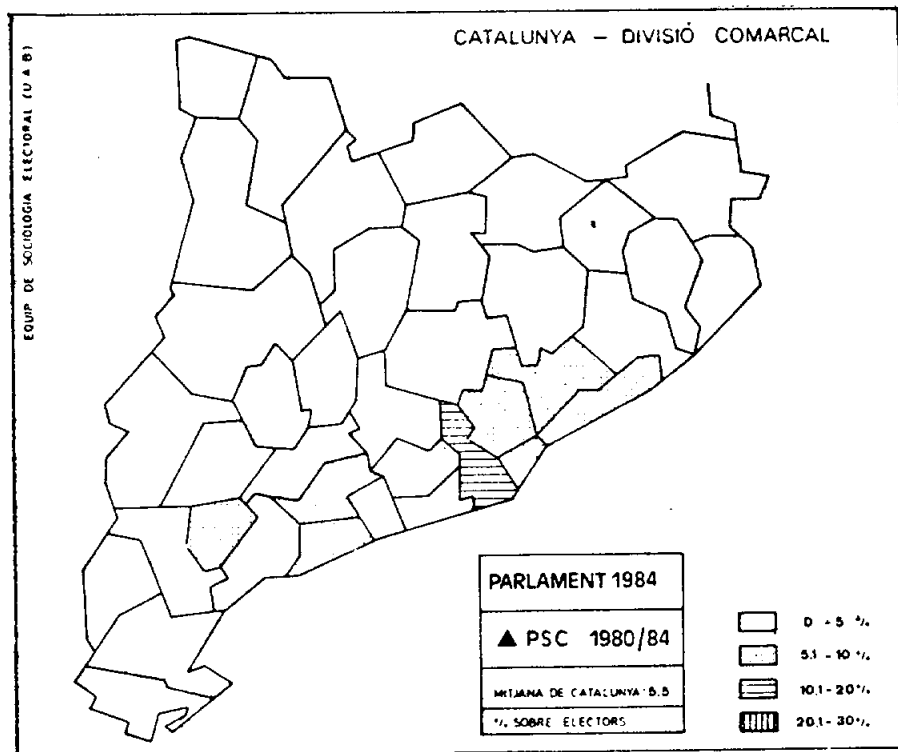 CATALUNYA – DIVISIÓ COMARCAL
EQUIP DE SOCIOLOGIA ELECTORAL (U A B)
PARLAMENT 1984
▲ PSC 1980/84
MITJANA DE CATALUNYA: 5.5
% SOBRE ELECTORS
0 - 5 %
5.1 - 10 %
10,1 - 20 %
20.1 - 30 %